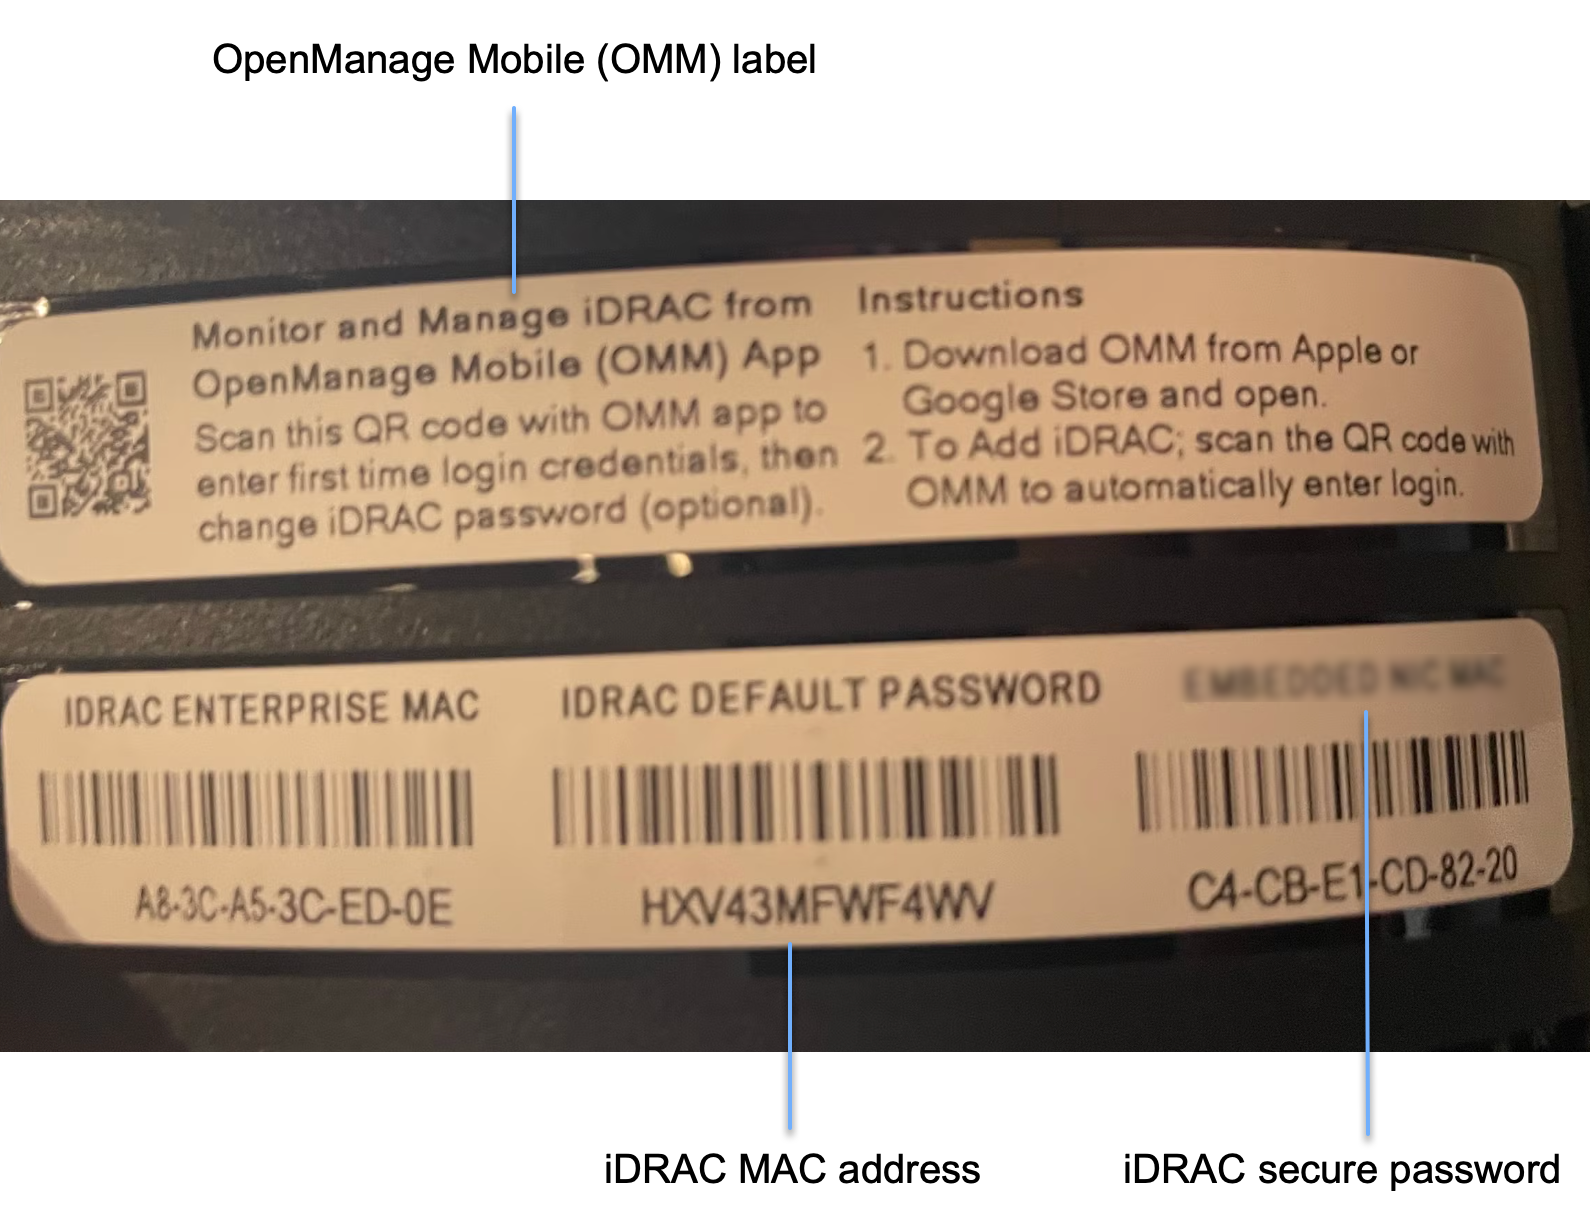 OpenManage Mobile (OMM) label
Monitor and Manage iDRAC from
OpenManage Mobile (OMM) App
Scan this QR code with OMM app to
enter first time login credentials, then
change iDRAC password (optional).
Instructions
1. Download OMM from Apple or
Google Store and open.
2. To Add iDRAC; scan the QR code with
OMM to automatically enter login.
IDRAC ENTERPRISE MAC
A8-3C-A5-3C-ED-0E
IDRAC DEFAULT PASSWORD
HXV43MFWF4WV
EMBEDDED NIC MAC
C4-CB-E1-CD-82-20
iDRAC MAC address
iDRAC secure password